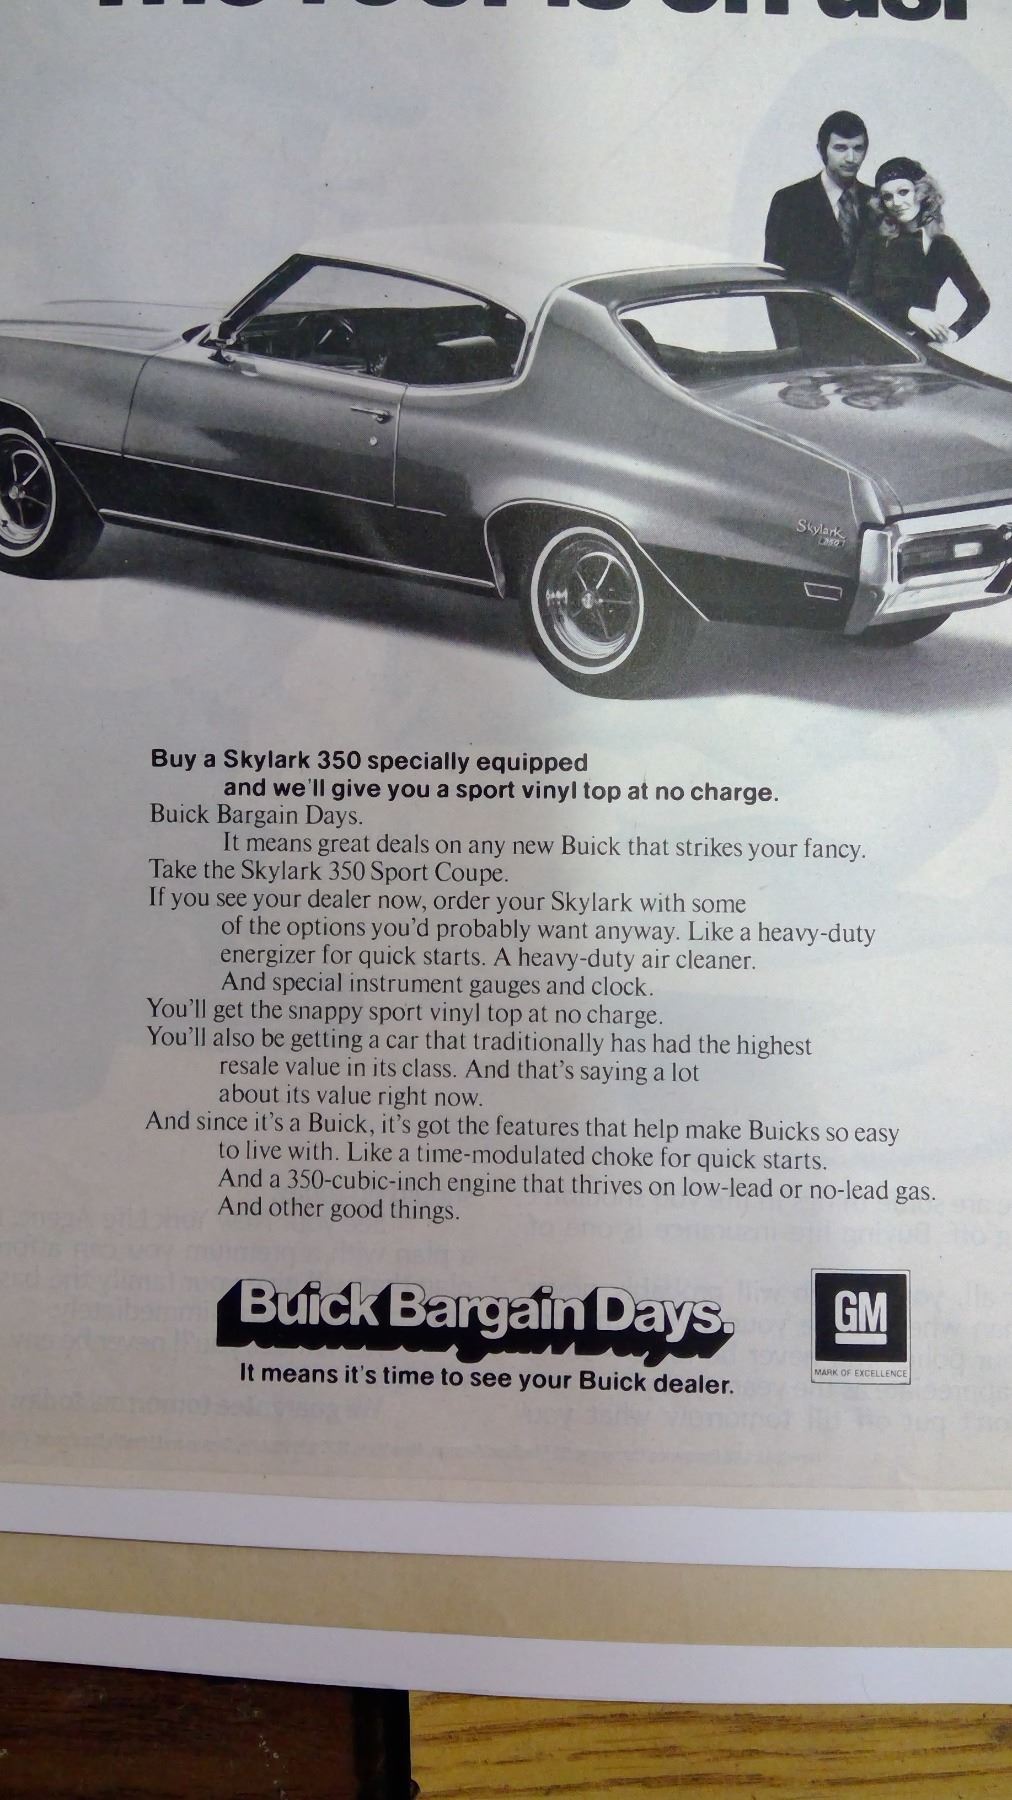 The roof is on us.
Skylark
350
Buy a Skylark 350 specially equipped
and we'll give you a sport vinyl top at no charge.
Buick Bargain Days.
It means great deals on any new Buick that strikes your fancy.
Take the Skylark 350 Sport Coupe.
If you see your dealer now, order your Skylark with some
of the options you'd probably want anyway. Like a heavy-duty
energizer for quick starts. A heavy-duty air cleaner.
And special instrument gauges and clock.
You'll get the snappy sport vinyl top at no charge.
You'll also be getting a car that traditionally has had the highest
resale value in its class. And that's saying a lot
about its value right now.
And since it's a Buick, it's got the features that help make Buicks so easy
to live with. Like a time-modulated choke for quick starts.
And a 350-cubic-inch engine that thrives on low-lead or no-lead gas.
And other good things.
Buick Bargain Days.
It means it's time to see your Buick dealer.
GM
MARK OF EXCELLENCE